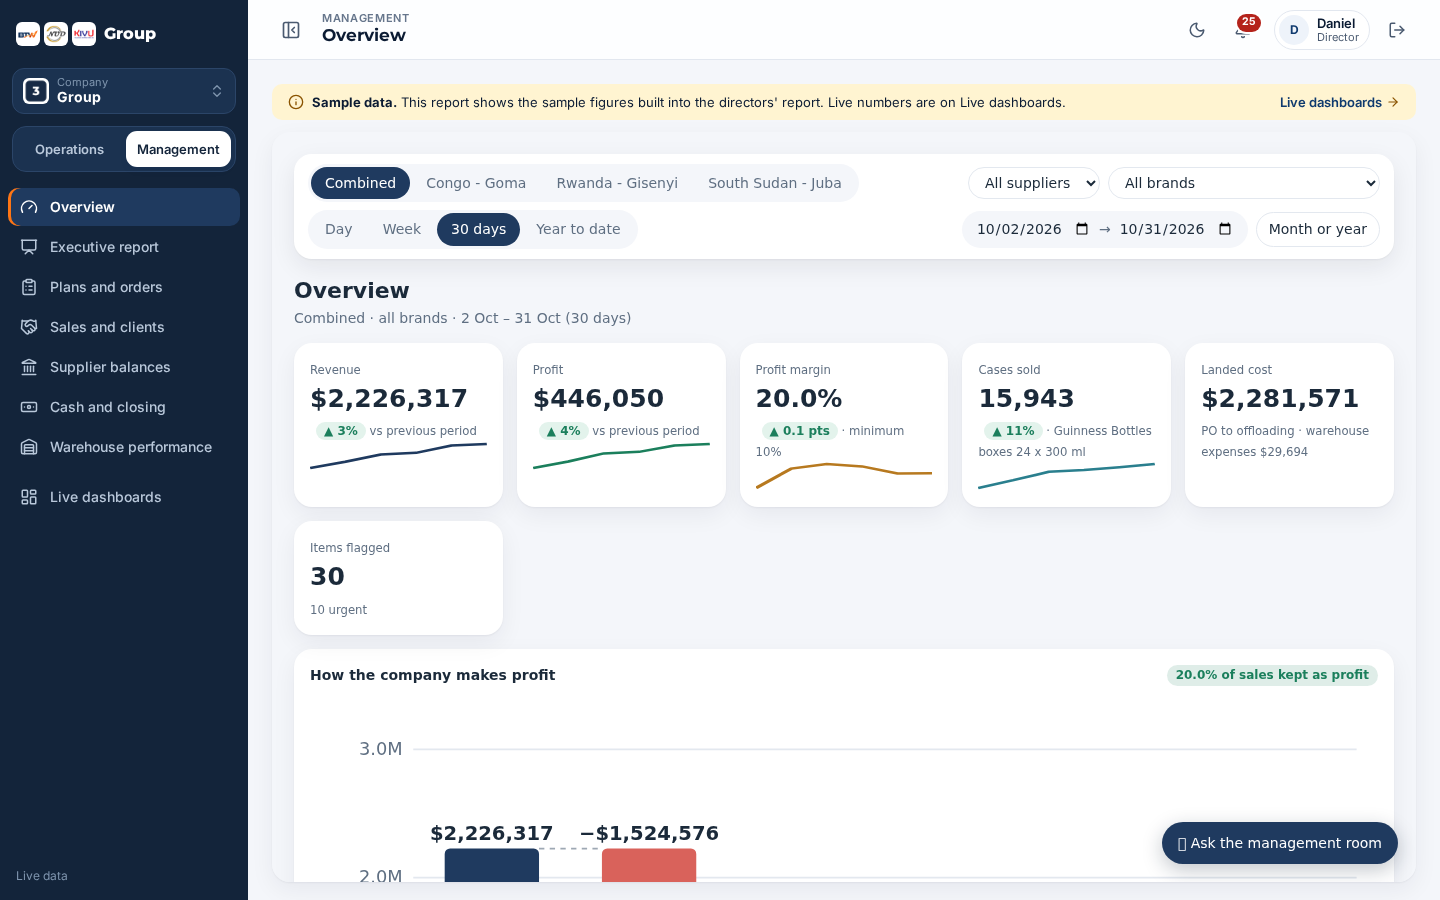 BTW NUD KIVU Group
Company
3 Group
Operations Management
Overview
Executive report
Plans and orders
Sales and clients
Supplier balances
Cash and closing
Warehouse performance
Live dashboards
Live data
MANAGEMENT
Overview
25
D Daniel
Director
Sample data. This report shows the sample figures built into the directors' report. Live numbers are on Live dashboards.
Live dashboards →
Combined Congo - Goma Rwanda - Gisenyi South Sudan - Juba
All suppliers All brands
Day Week 30 days Year to date
10/02/2026 → 10/31/2026 Month or year
Overview
Combined · all brands · 2 Oct – 31 Oct (30 days)
Revenue
$2,226,317
▲ 3% vs previous period
Profit
$446,050
▲ 4% vs previous period
Profit margin
20.0%
▲ 0.1 pts · minimum
10%
Cases sold
15,943
▲ 11% · Guinness Bottles
boxes 24 x 300 ml
Landed cost
$2,281,571
PO to offloading · warehouse
expenses $29,694
Items flagged
30
10 urgent
How the company makes profit
20.0% of sales kept as profit
3.0M
$2,226,317 −$1,524,576
2.0M
Ask the management room